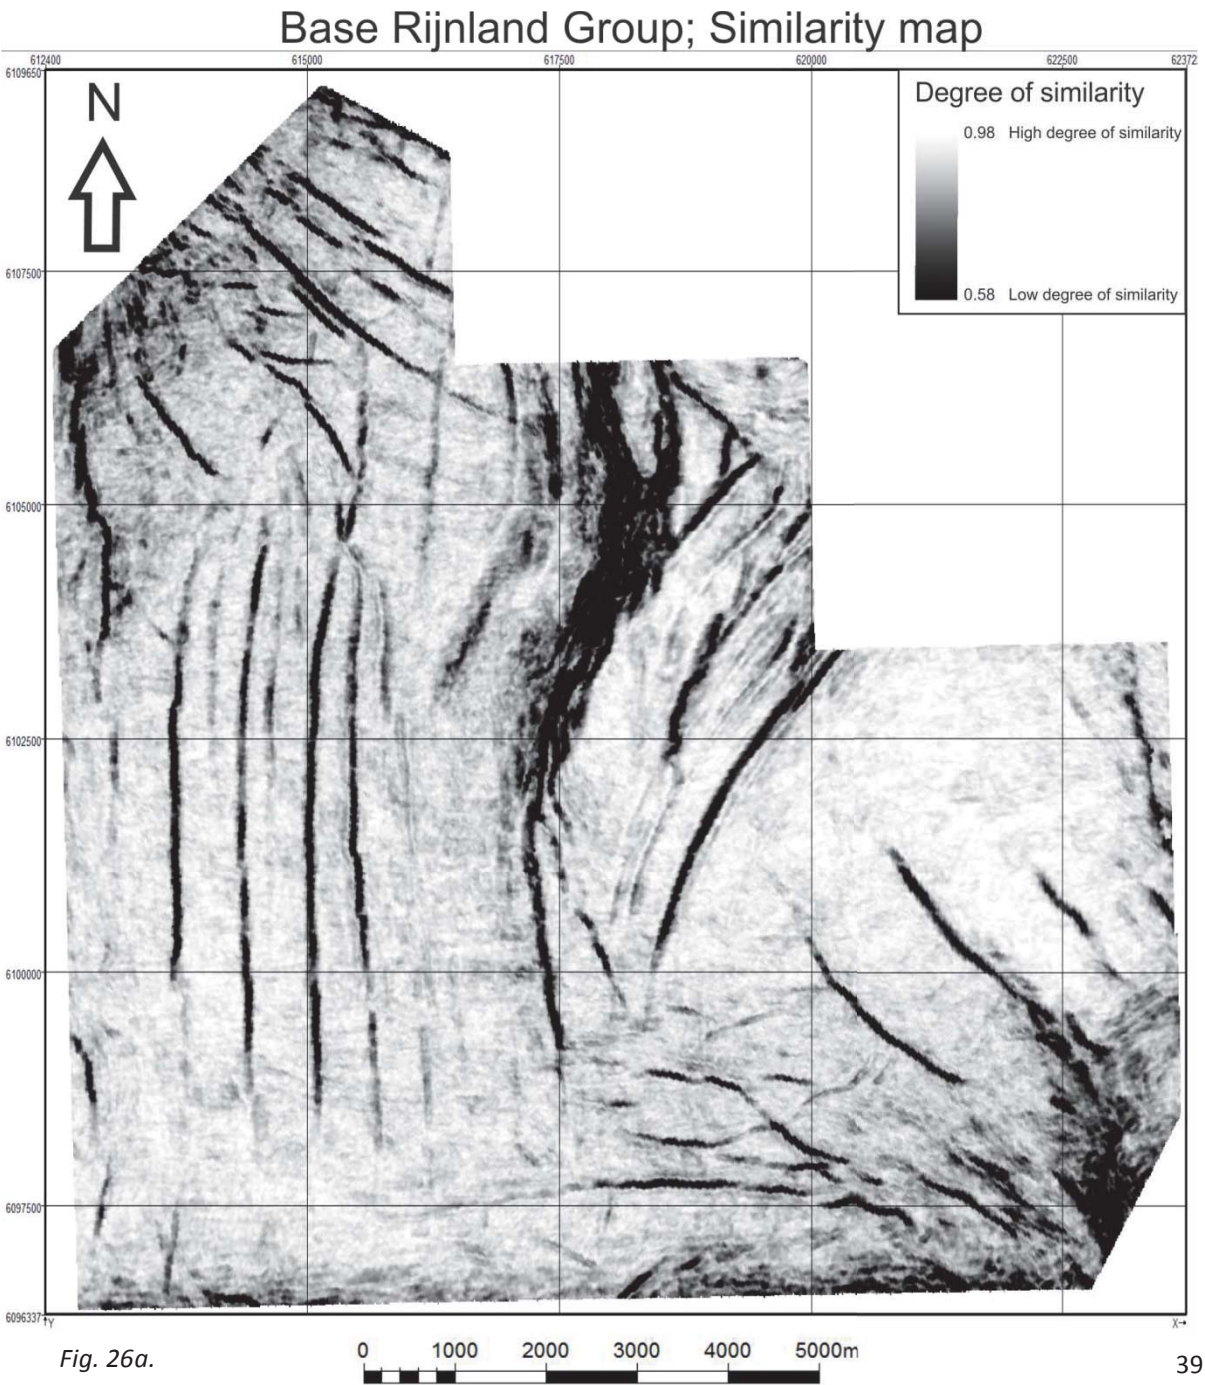 Base Rijnland Group; Similarity map
612400 615000 617500 620000 622500 62372
6109650
N
Degree of similarity
0.98 High degree of similarity
0.58 Low degree of similarity
6107500
6105000
6102500
6100000
6097500
6096337
Y
X
0 1000 2000 3000 4000 5000m
Fig. 26a.
39